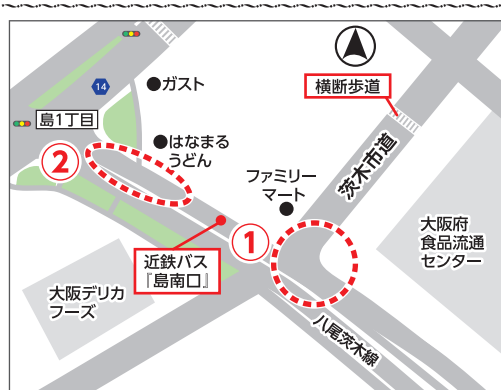 14
ガスト
島1丁目
横断歩道
はなまる
うどん
②
ファミリー
マート
茨木市道
①
近鉄バス
『島南口』
大阪府
食品流通
センター
大阪デリカ
フーズ
八尾茨木線